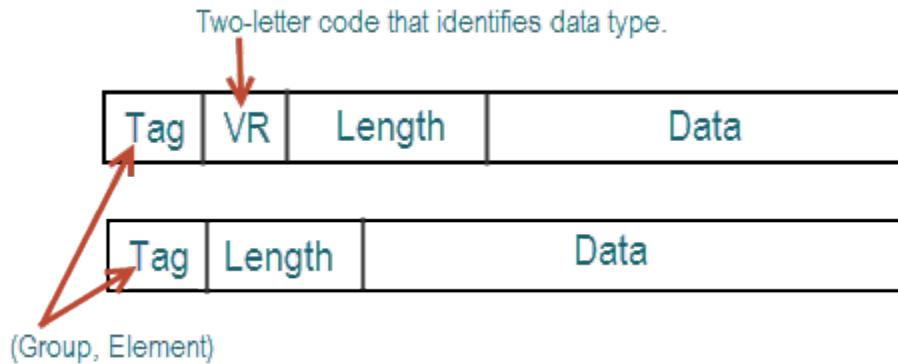 Two-letter code that identifies data type.
Tag VR Length Data
Tag Length Data
(Group, Element)